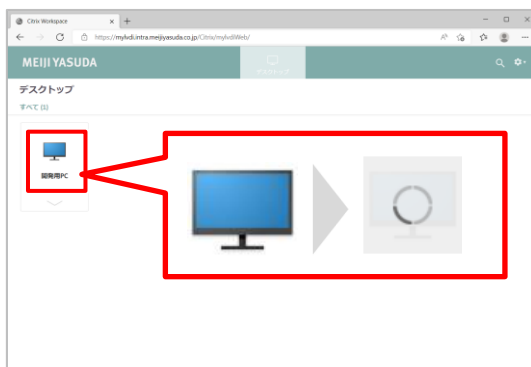 Citrix Workspace
https://mylvdi.intra.meijiyasuda.co.jp/Citrix/mylvdiWeb/
MEIJI YASUDA
デスクトップ
デスクトップ
すべて (5)
開発用PC